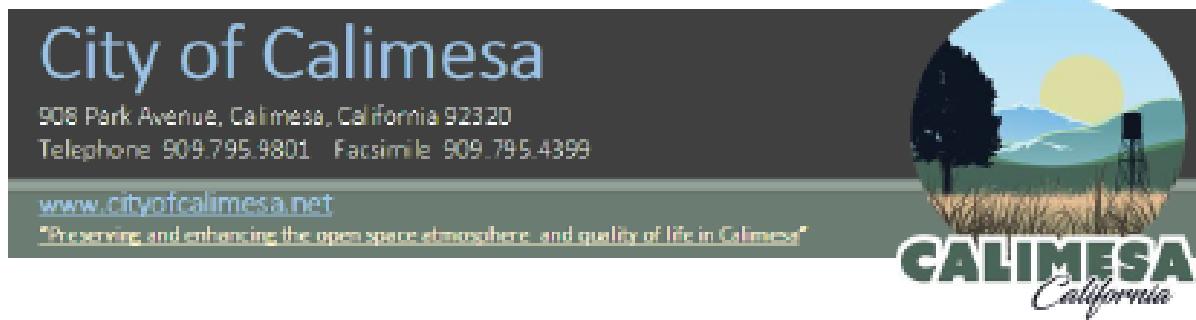 City of Calimesa
908 Park Avenue, Calimesa, California 92320
Telephone 909.795.9801 Facsimile 909.795.4399
www.cityofcalimesa.net
"Preserving and enhancing the open space atmosphere and quality of life in Calimesa"
CALIMESA
California